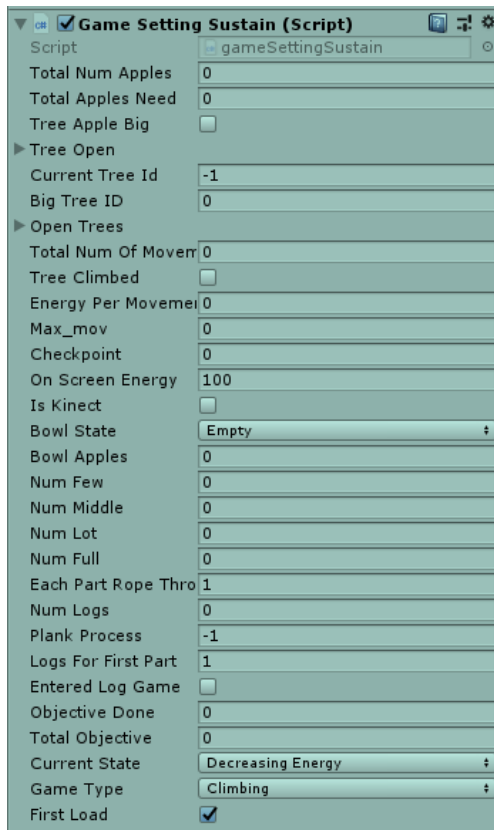 Game Setting Sustain (Script)
Script gameSettingSustain
Total Num Apples 0
Total Apples Need 0
Tree Apple Big
Tree Open
Current Tree Id -1
Big Tree ID 0
Open Trees
Total Num Of Movem 0
Tree Climbed
Energy Per Movemei 0
Max_mov 0
Checkpoint 0
On Screen Energy 100
Is Kinect
Bowl State Empty
Bowl Apples 0
Num Few 0
Num Middle 0
Num Lot 0
Num Full 0
Each Part Rope Thro 1
Num Logs 0
Plank Process -1
Logs For First Part 1
Entered Log Game
Objective Done 0
Total Objective 0
Current State Decreasing Energy
Game Type Climbing
First Load